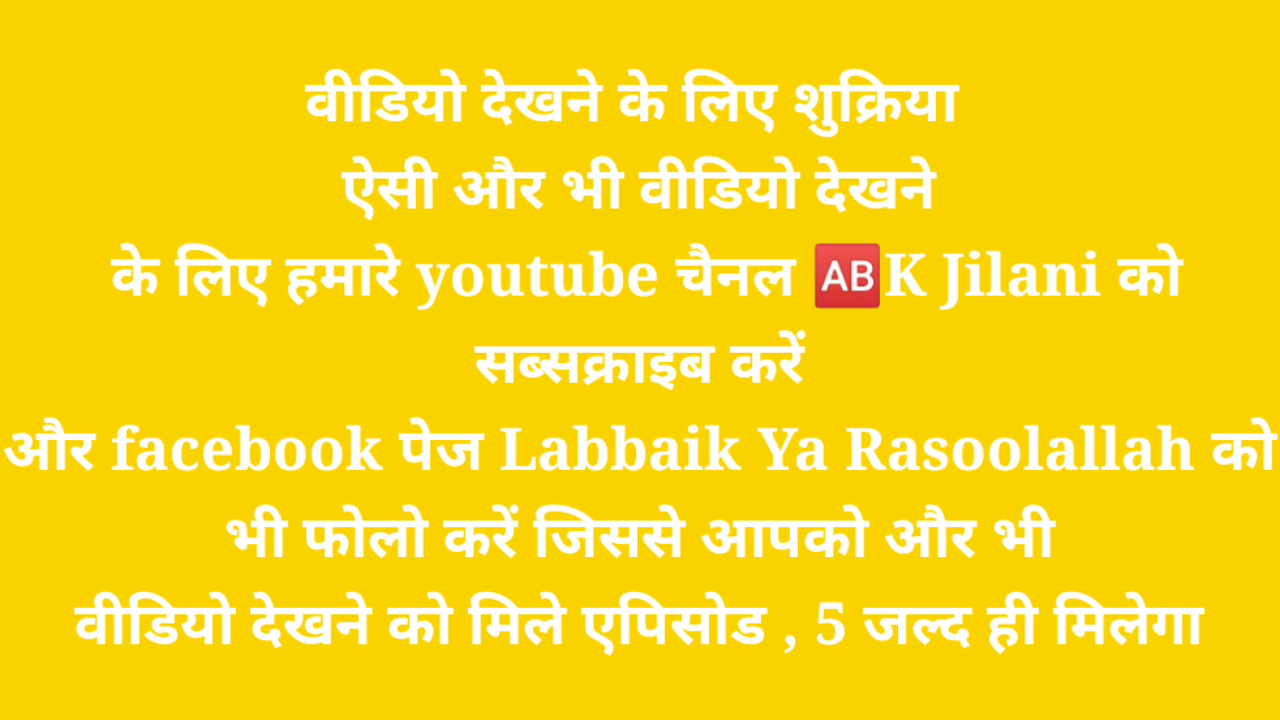 वीडियो देखने के लिए शुक्रिया
ऐसी और भी वीडियो देखने
के लिए हमारे youtube चैनल 🆎K Jilani को
सब्सक्राइब करें
और facebook पेज Labbaik Ya Rasoolallah को
भी फोलो करें जिससे आपको और भी
वीडियो देखने को मिले एपिसोड , 5 जल्द ही मिलेगा